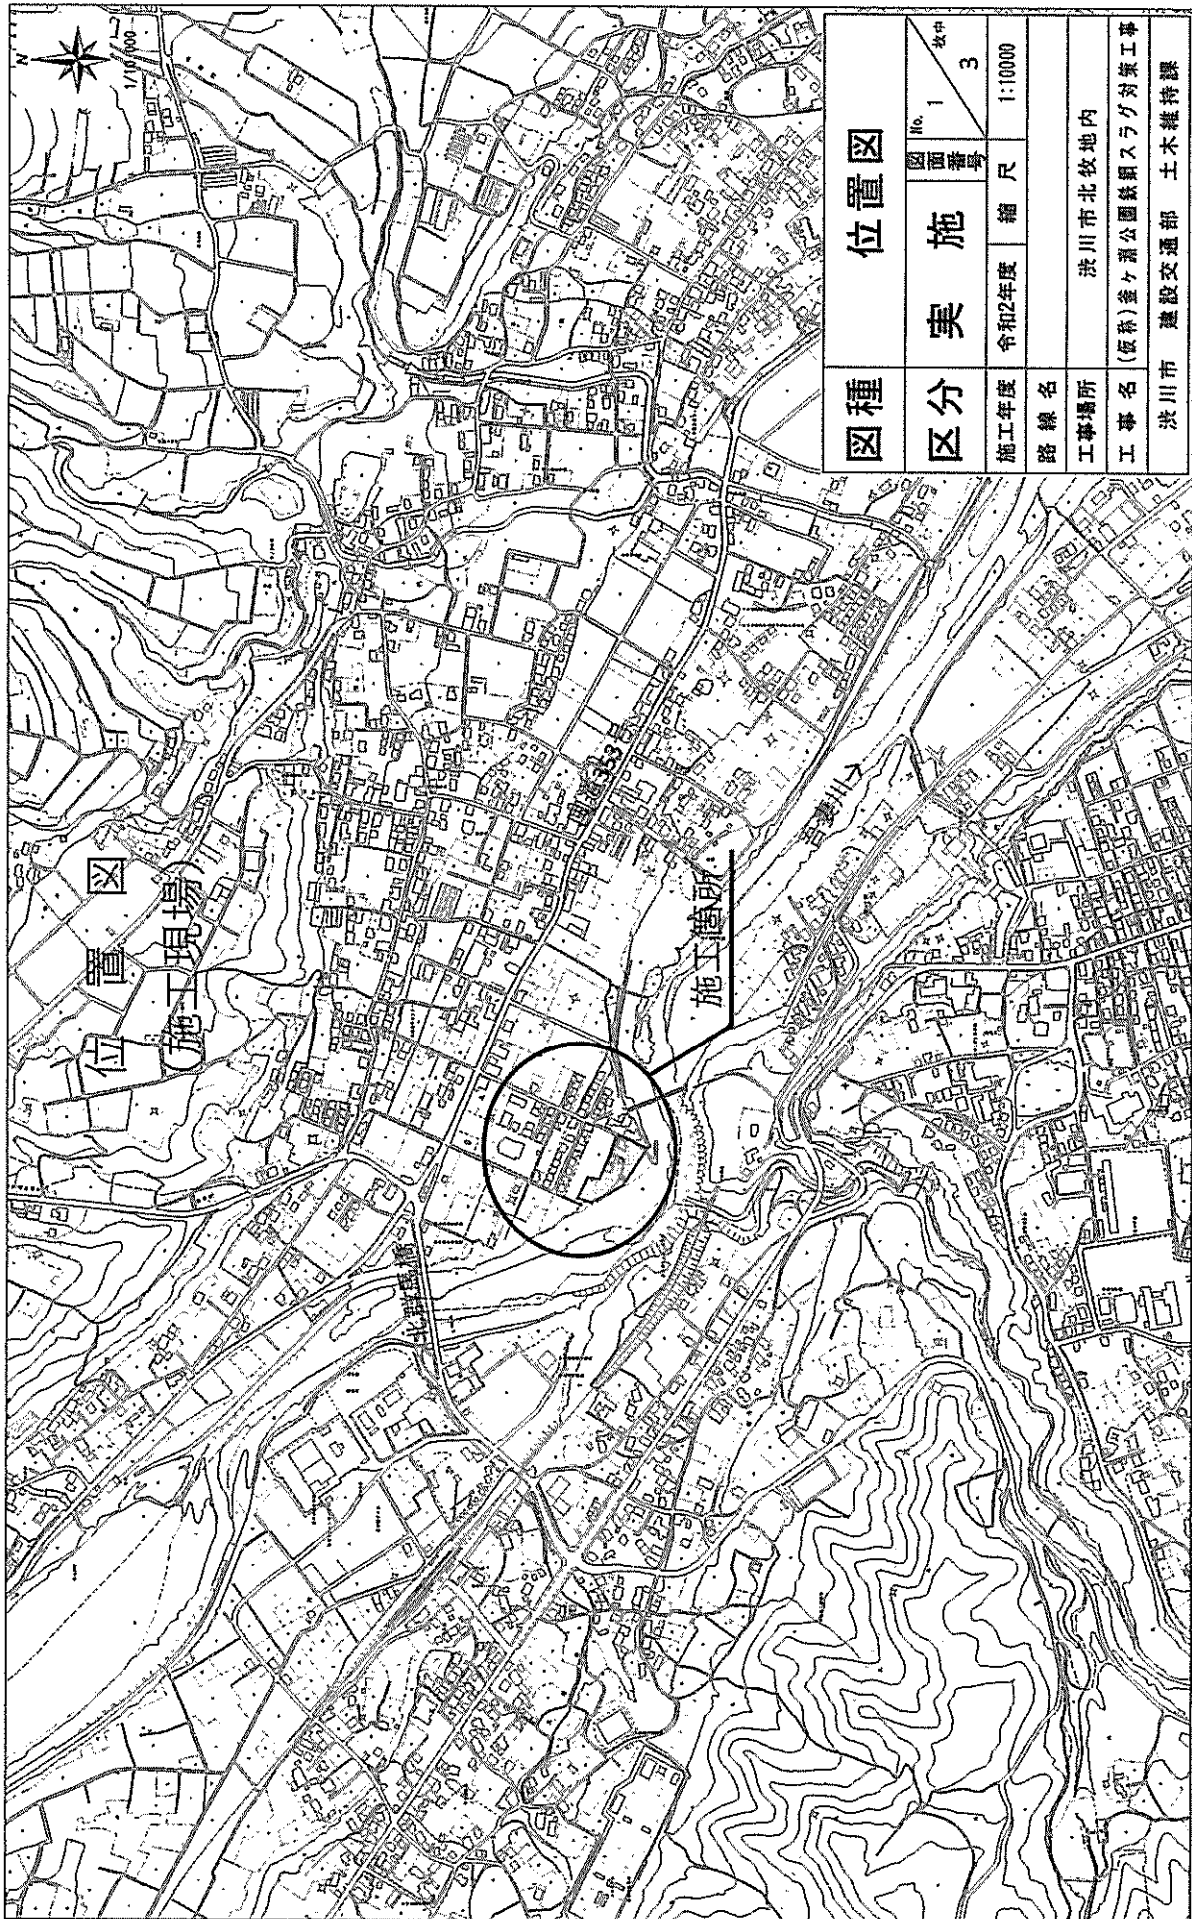 位置図
(施工現場)
N
1/10,000
国道353
北群馬橋
吾妻川→
施工箇所
図種 位置図
区分 実施 図面番号 No. 1 枚中 3
施工年度 令和2年度 縮尺 1:10000
路線名
工事場所 渋川市北牧地内
工事名 (仮称)釜ヶ淵公園鉄鋼スラグ対策工事
渋川市 建設交通部 土木維持課